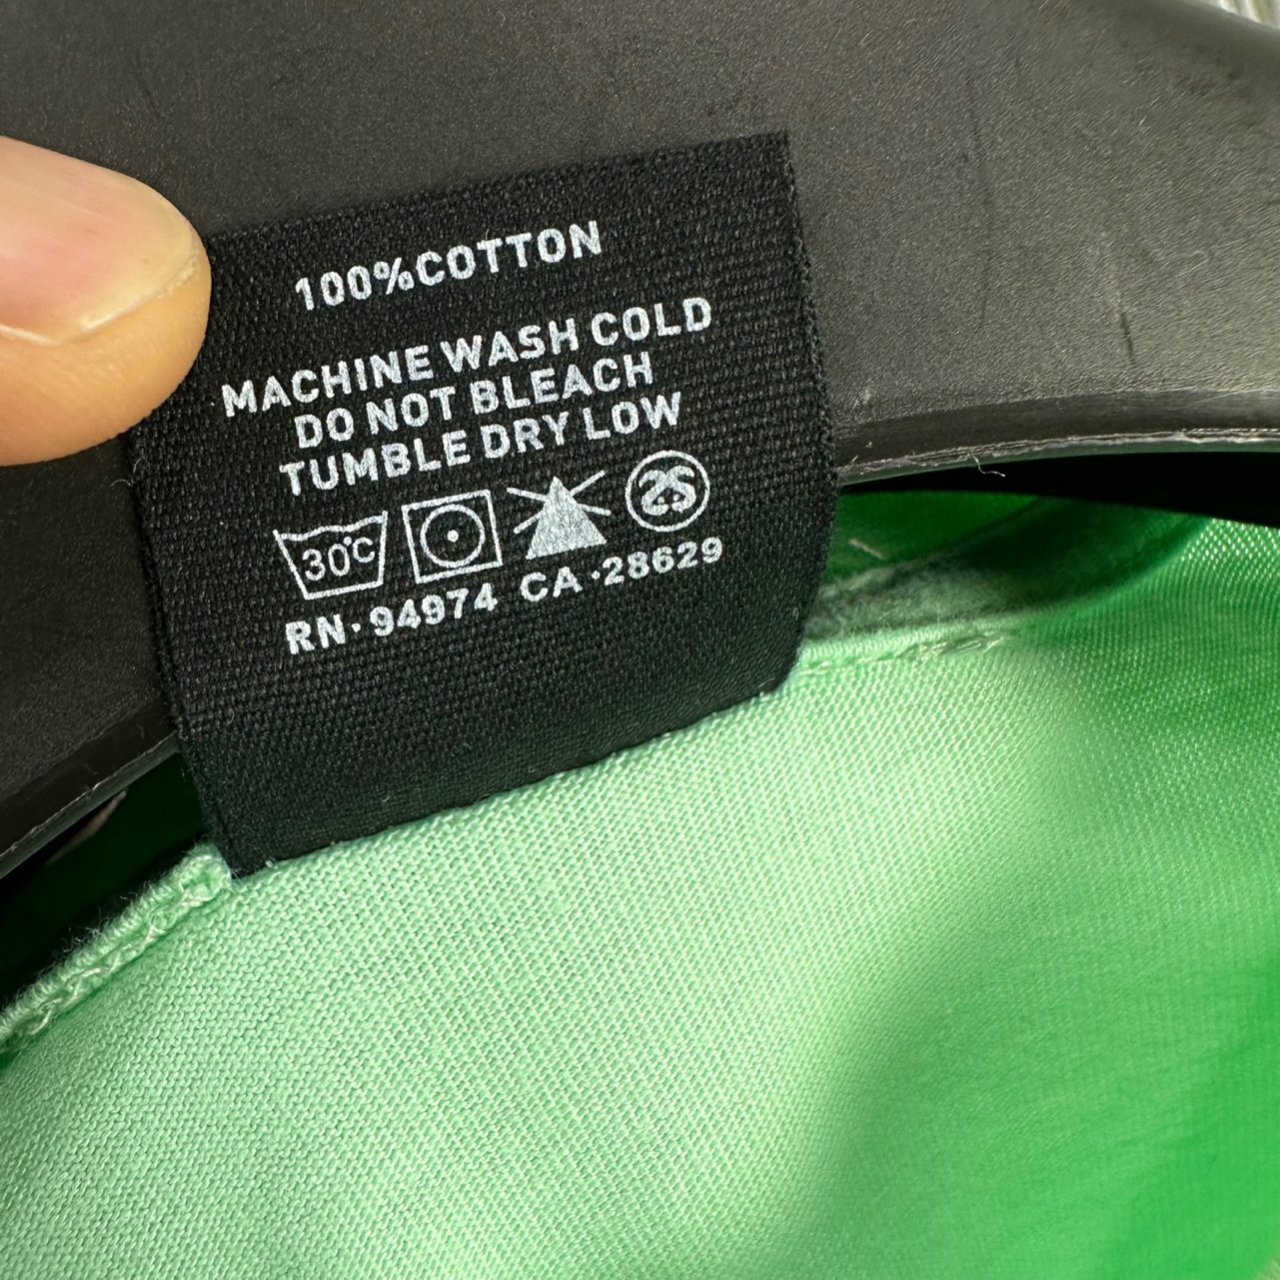 100%COTTON
MACHINE WASH COLD
DO NOT BLEACH
TUMBLE DRY LOW
30°C
RN·94974 CA·28629